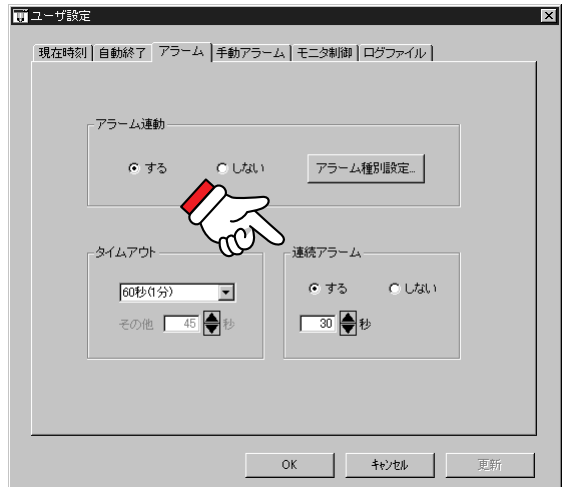 ユーザ設定
現在時刻 自動終了 アラーム 手動アラーム モニタ制御 ログファイル
アラーム連動
する しない アラーム種別設定...
タイムアウト
60秒(1分)
その他 45 秒
連続アラーム
する しない
30 秒
OK キャンセル 更新